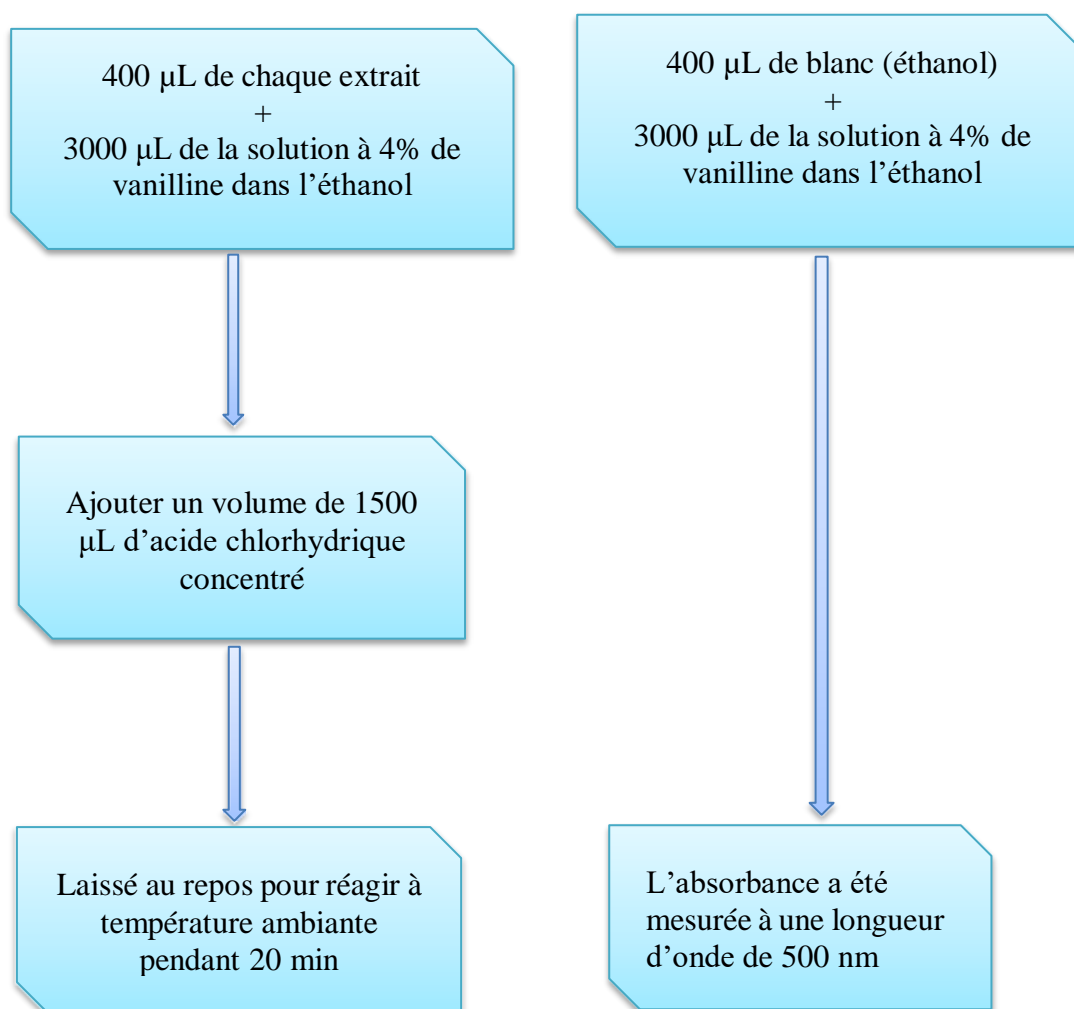 400 µL de chaque extrait
+
3000 µL de la solution à 4% de
vanilline dans l’éthanol
400 µL de blanc (éthanol)
+
3000 µL de la solution à 4% de
vanilline dans l’éthanol
Ajouter un volume de 1500
µL d’acide chlorhydrique
concentré
Laissé au repos pour réagir à
température ambiante
pendant 20 min
L’absorbance a été
mesurée à une longueur
d’onde de 500 nm